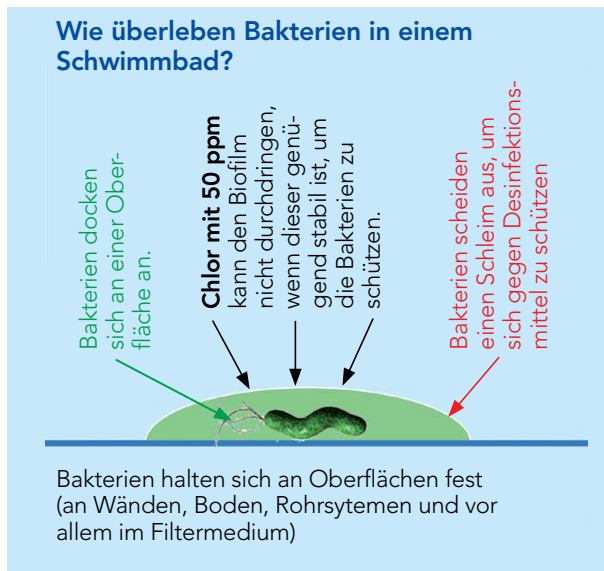 Wie überleben Bakterien in einem
Schwimmbad?
Bakterien docken
sich an einer Ober-
fläche an.
Chlor mit 50 ppm
kann den Biofilm
nicht durchdringen,
wenn dieser genü-
gend stabil ist, um
die Bakterien zu
schützen.
Bakterien scheiden
einen Schleim aus, um
sich gegen Desinfektions-
mittel zu schützen
Bakterien halten sich an Oberflächen fest
(an Wänden, Boden, Rohrsytemen und vor
allem im Filtermedium)